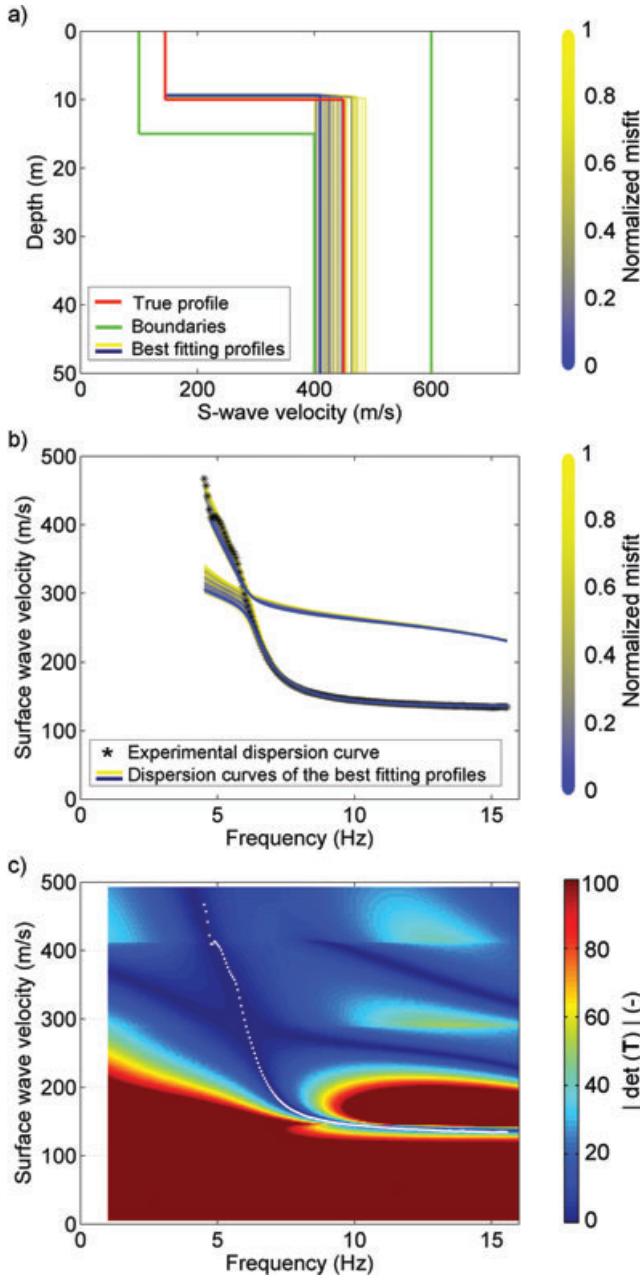 a)
0
10
20
30
40
50
Depth (m)
True profile
Boundaries
Best fitting profiles
0
200
400
600
S-wave velocity (m/s)
1
0.8
0.6
0.4
0.2
0
Normalized misfit
b)
500
400
300
200
100
0
Surface wave velocity (m/s)
* Experimental dispersion curve
Dispersion curves of the best fitting profiles
5
10
15
Frequency (Hz)
1
0.8
0.6
0.4
0.2
0
Normalized misfit
c)
500
400
300
200
100
0
Surface wave velocity (m/s)
5
10
15
Frequency (Hz)
100
80
60
40
20
0
| det (T) | (-)